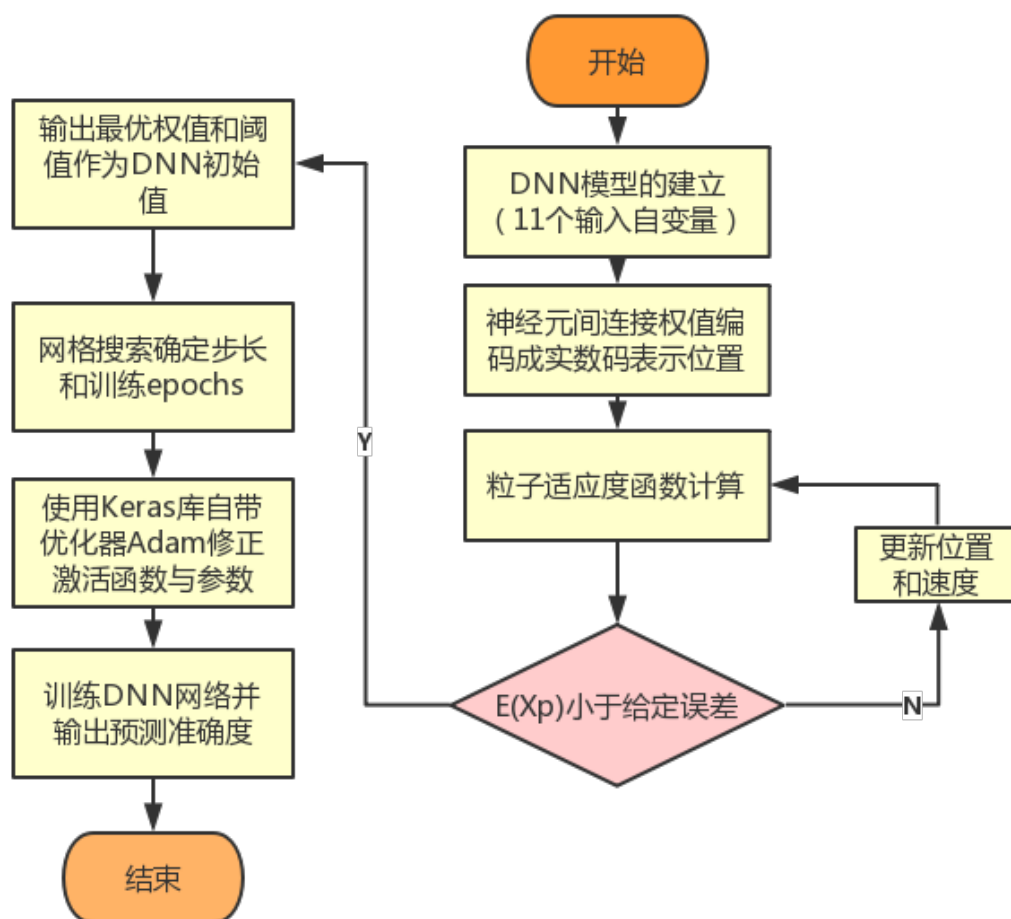 开始
DNN模型的建立
（11个输入自变量）
神经元间连接权值编
码成实数码表示位置
粒子适应度函数计算
E(Xp)小于给定误差
N
更新位置
和速度
Y
输出最优权值和阈
值作为DNN初始
值
网格搜索确定步长
和训练epochs
使用Keras库自带
优化器Adam修正
激活函数与参数
训练DNN网络并
输出预测准确度
结束